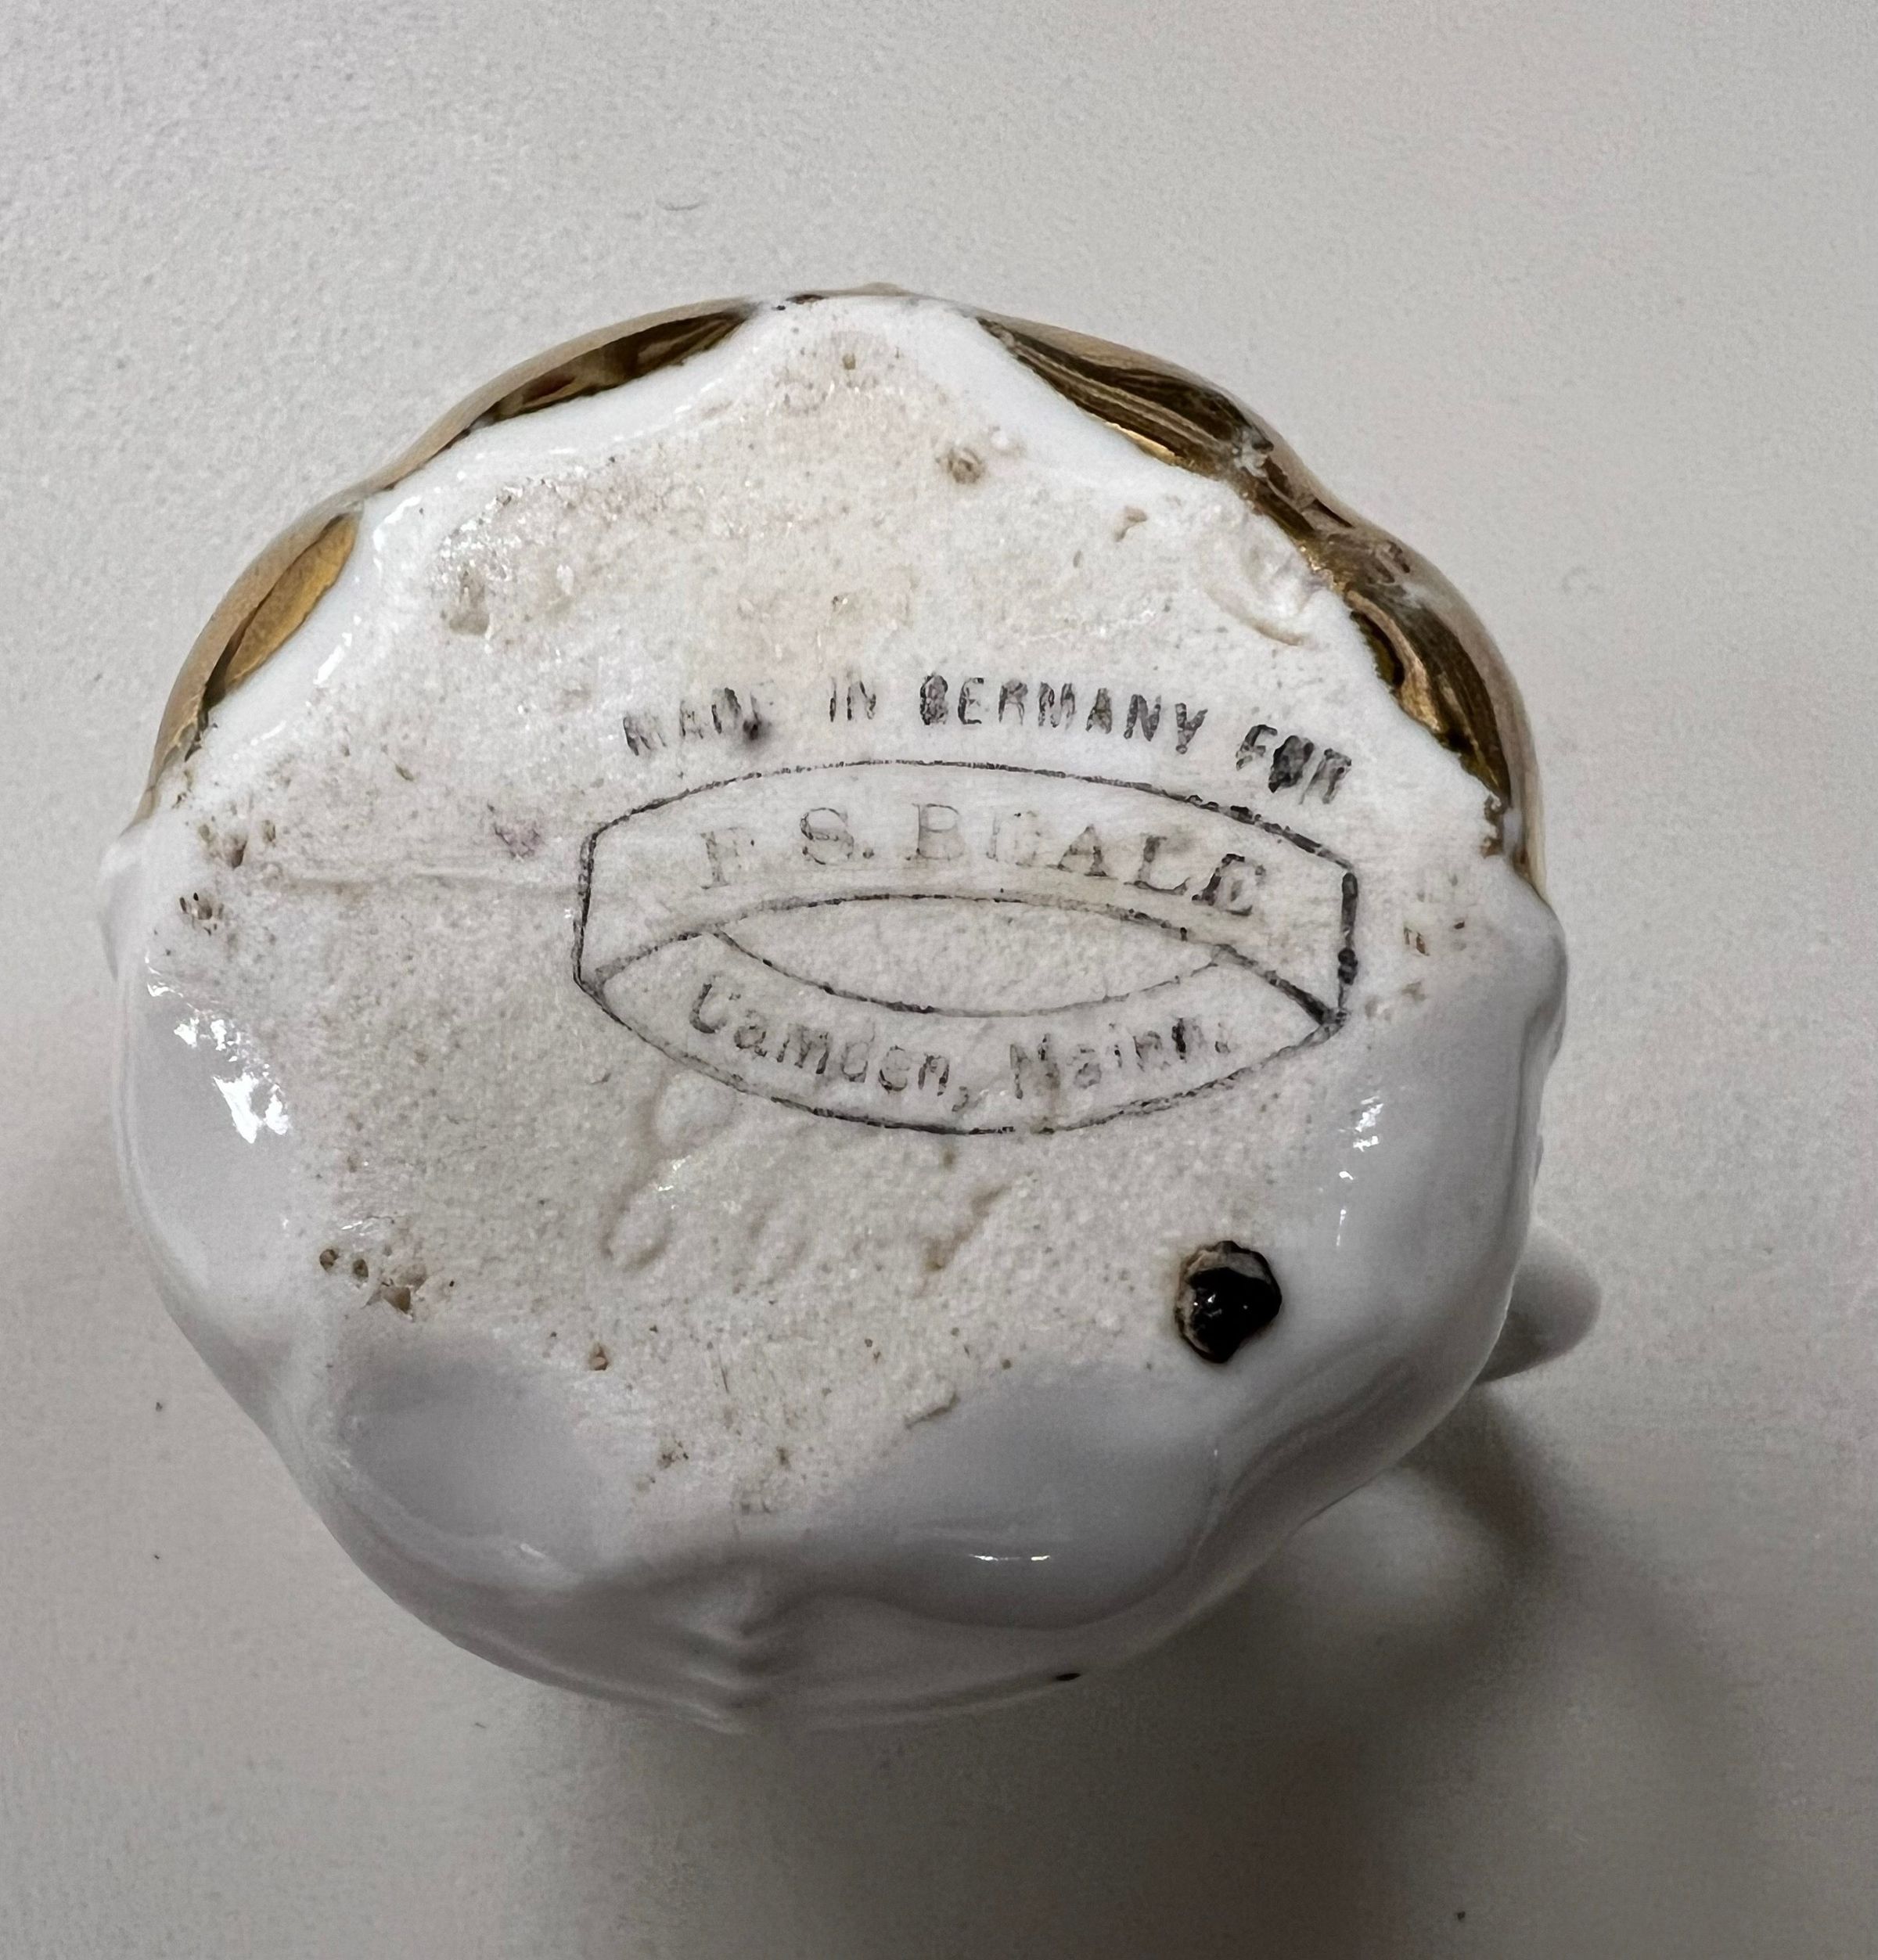 MADE IN GERMANY FOR
F. S. BEALE
Camden, Maine.